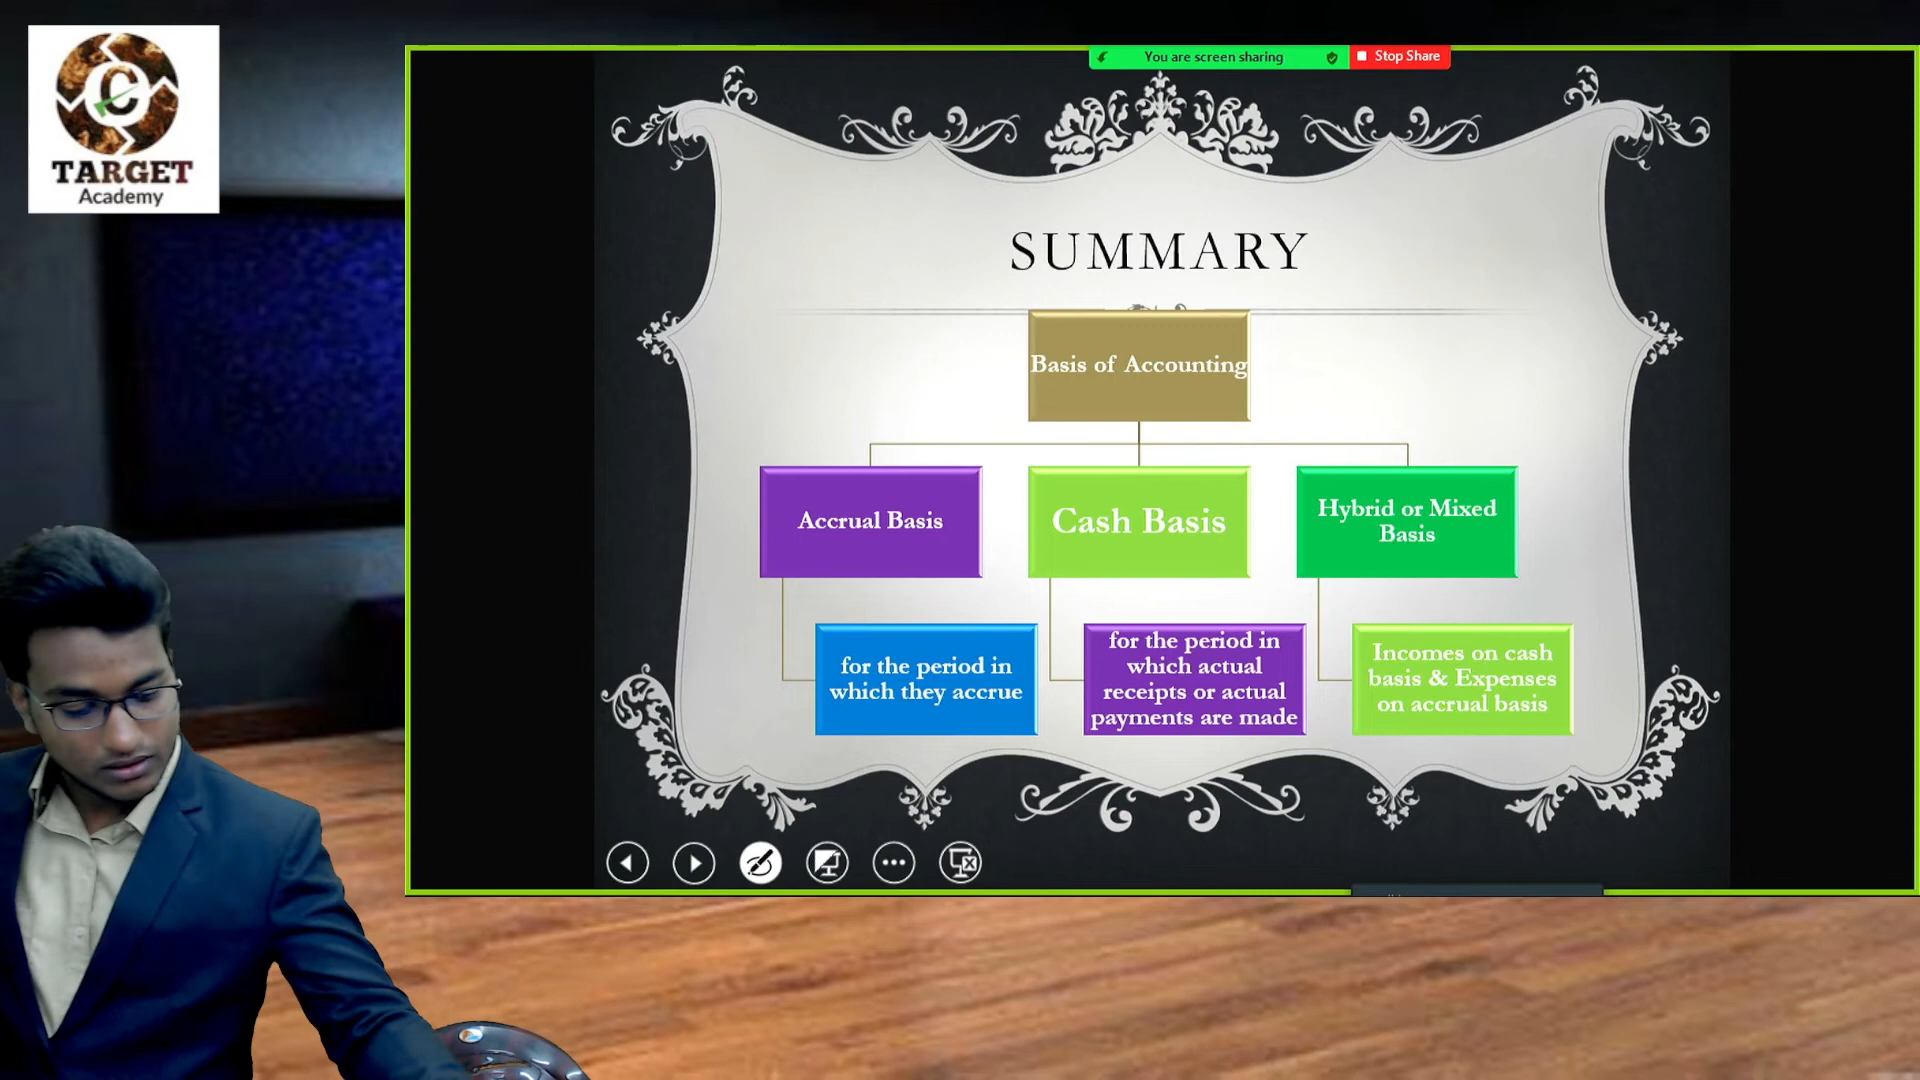 TARGET
Academy
You are screen sharing
Stop Share
SUMMARY
Basis of Accounting
Accrual Basis
Cash Basis
Hybrid or Mixed
Basis
for the period in
which they accrue
for the period in
which actual
receipts or actual
payments are made
Incomes on cash
basis & Expenses
on accrual basis